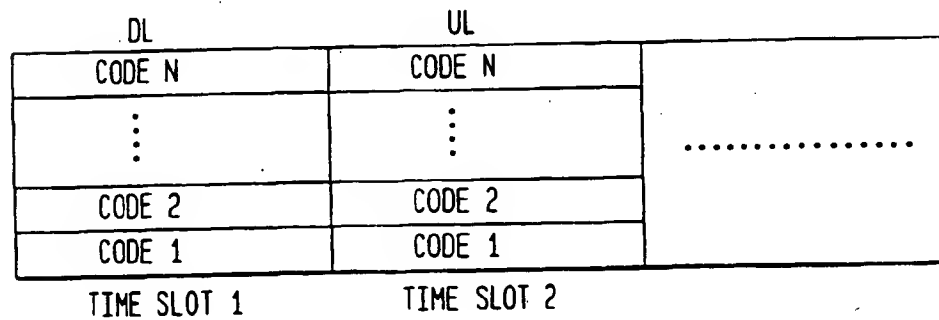 DL UL
CODE N CODE N
CODE 2 CODE 2
CODE 1 CODE 1
TIME SLOT 1 TIME SLOT 2